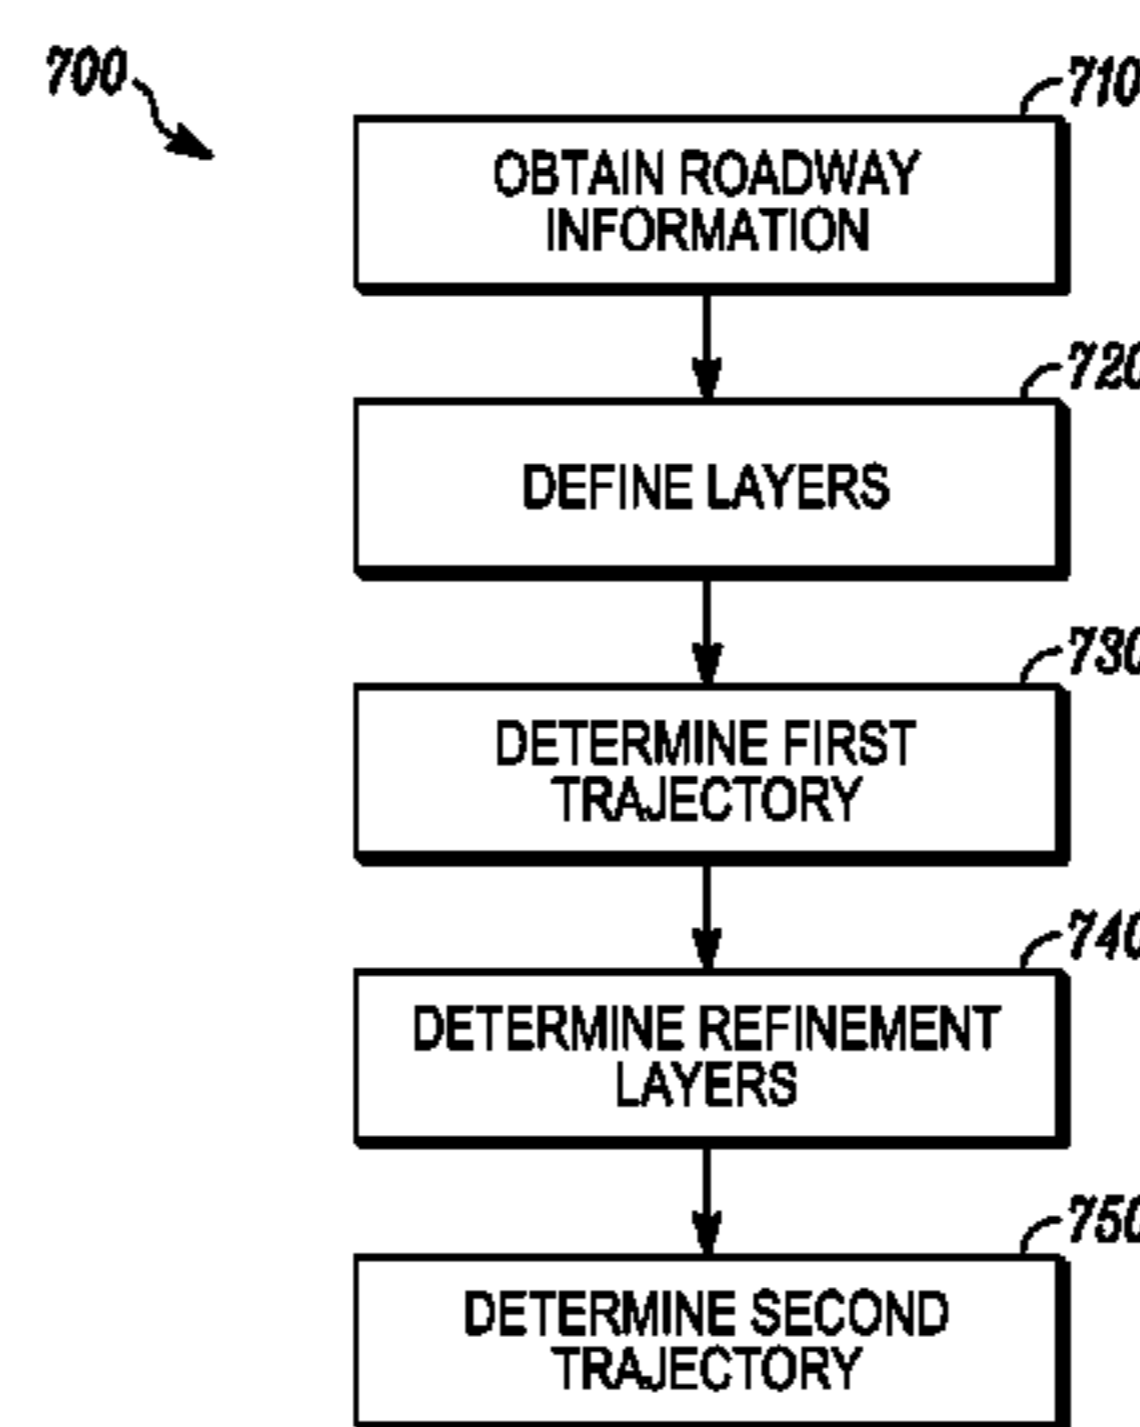 700
710
OBTAIN ROADWAY
INFORMATION
720
DEFINE LAYERS
730
DETERMINE FIRST
TRAJECTORY
740
DETERMINE REFINEMENT
LAYERS
750
DETERMINE SECOND
TRAJECTORY